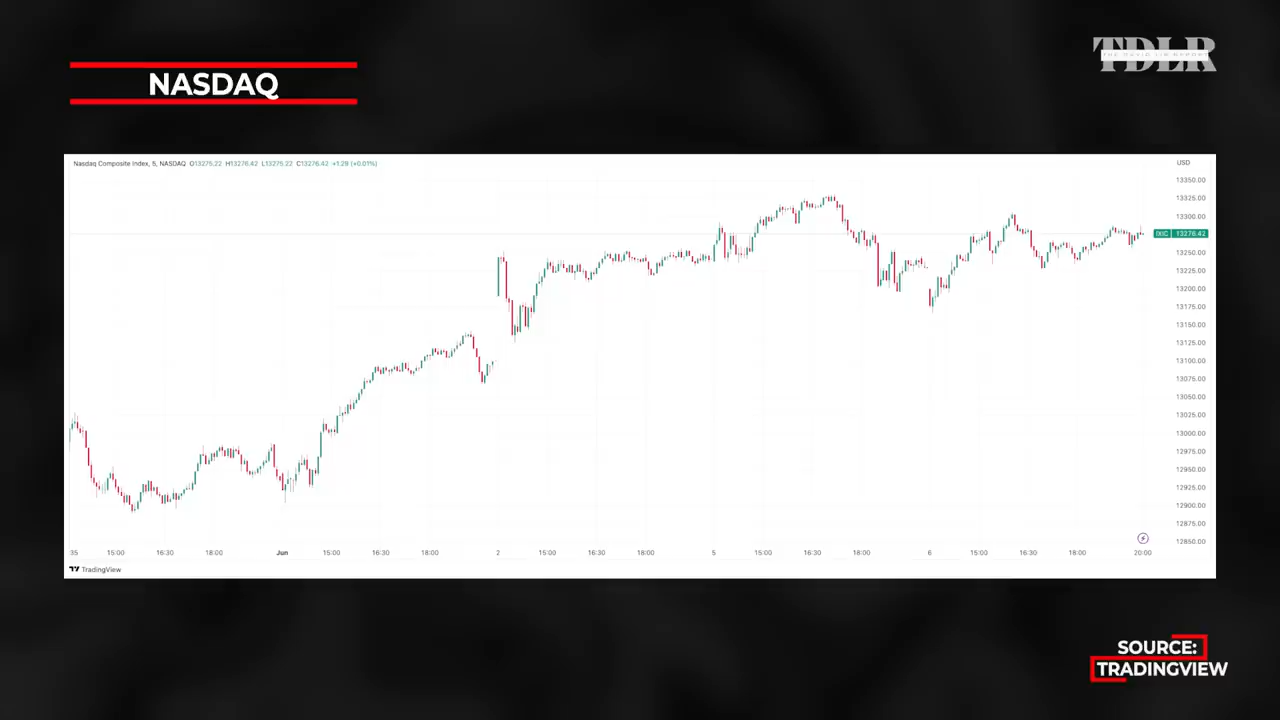 TDLR
NASDAQ
Nasdaq Composite Index, 5, NASDAQ O13275.22 H13276.42 L13275.22 C13276.42 +1.29 (+0.01%)
USD
13350.00
13325.00
13300.00
IXIC 13276.42
13250.00
13225.00
13200.00
13175.00
13150.00
13125.00
13100.00
13075.00
13050.00
13025.00
13000.00
12975.00
12950.00
12925.00
12900.00
12875.00
12850.00
35 15:00 16:30 18:00 Jun 15:00 16:30 18:00 2 15:00 16:30 18:00 5 15:00 16:30 18:00 6 15:00 16:30 18:00 20:00
TradingView
SOURCE:
TRADINGVIEW